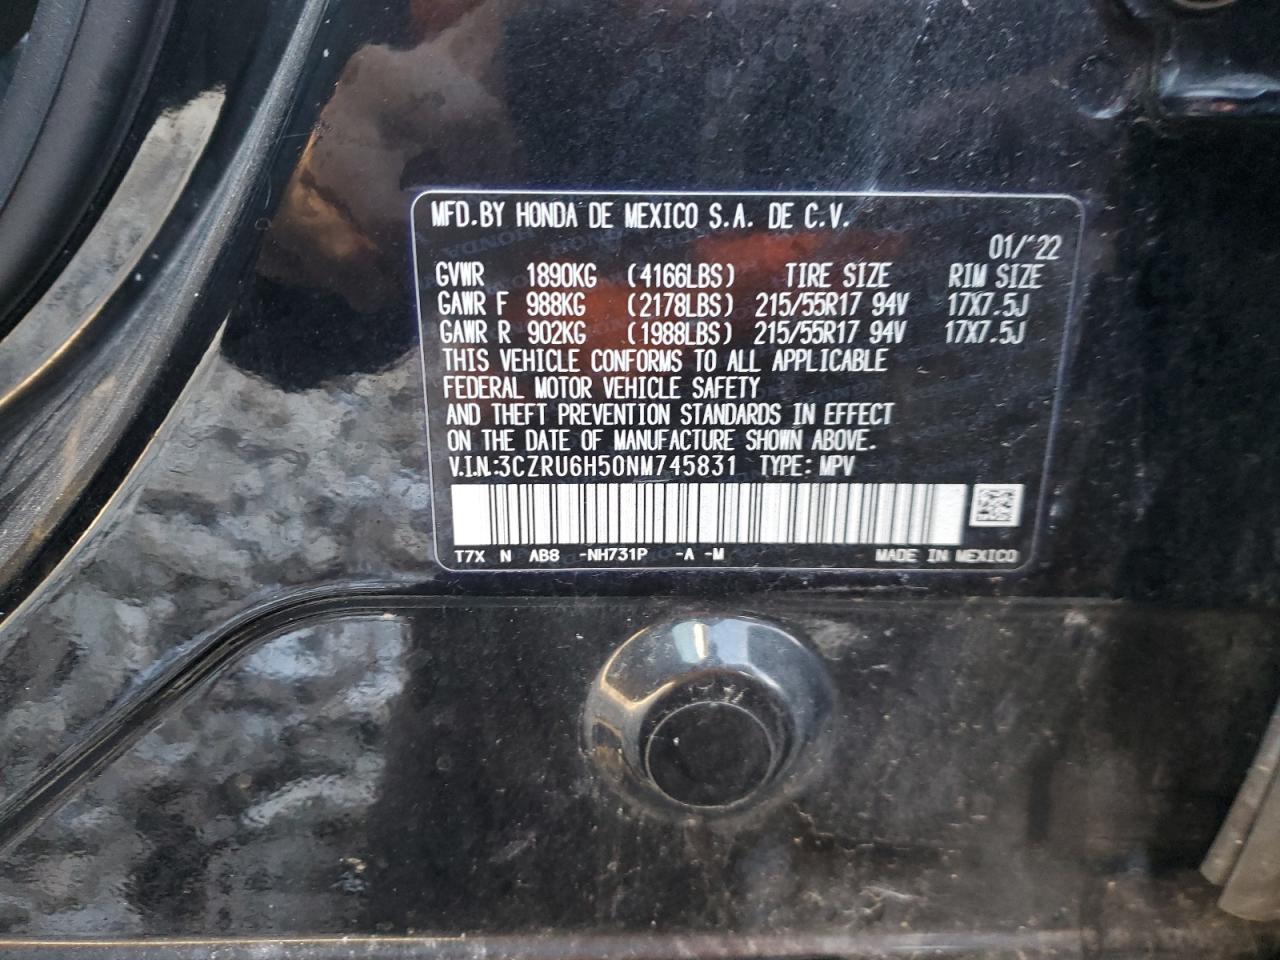 MFD.BY HONDA DE MEXICO S.A. DE C.V.
01/'22
GVWR 1890KG (4166LBS) TIRE SIZE RIM SIZE
GAWR F 988KG (2178LBS) 215/55R17 94V 17X7.5J
GAWR R 902KG (1988LBS) 215/55R17 94V 17X7.5J
THIS VEHICLE CONFORMS TO ALL APPLICABLE
FEDERAL MOTOR VEHICLE SAFETY
AND THEFT PREVENTION STANDARDS IN EFFECT
ON THE DATE OF MANUFACTURE SHOWN ABOVE.
V.I.N.:3CZRU6H50NM745831 TYPE: MPV
T7X N AB8 -NH731P -A -M MADE IN MEXICO